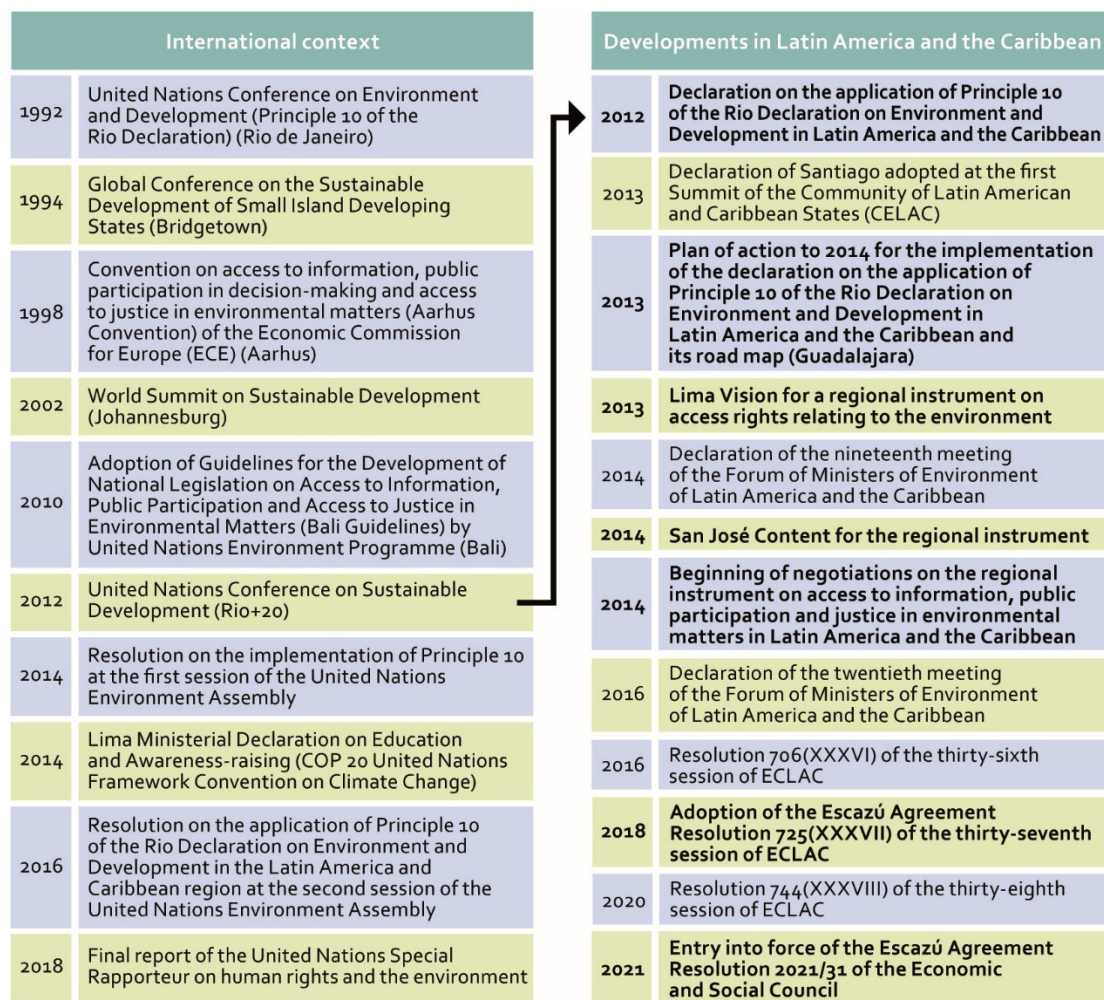 International context
1992
United Nations Conference on Environment
and Development (Principle 10 of the
Rio Declaration) (Rio de Janeiro)
1994
Global Conference on the Sustainable
Development of Small Island Developing
States (Bridgetown)
1998
Convention on access to information, public
participation in decision-making and access
to justice in environmental matters (Aarhus
Convention) of the Economic Commission
for Europe (ECE) (Aarhus)
2002
World Summit on Sustainable Development
(Johannesburg)
2010
Adoption of Guidelines for the Development of
National Legislation on Access to Information,
Public Participation and Access to Justice in
Environmental Matters (Bali Guidelines) by
United Nations Environment Programme (Bali)
2012
United Nations Conference on Sustainable
Development (Rio+20)
2014
Resolution on the implementation of Principle 10
at the first session of the United Nations
Environment Assembly
2014
Lima Ministerial Declaration on Education
and Awareness-raising (COP 20 United Nations
Framework Convention on Climate Change)
2016
Resolution on the application of Principle 10
of the Rio Declaration on Environment and
Development in the Latin America and
Caribbean region at the second session of the
United Nations Environment Assembly
2018
Final report of the United Nations Special
Rapporteur on human rights and the environment
Developments in Latin America and the Caribbean
2012
Declaration on the application of Principle 10
of the Rio Declaration on Environment and
Development in Latin America and the Caribbean
2013
Declaration of Santiago adopted at the first
Summit of the Community of Latin American
and Caribbean States (CELAC)
2013
Plan of action to 2014 for the implementation
of the declaration on the application of
Principle 10 of the Rio Declaration on
Environment and Development in
Latin America and the Caribbean and
its road map (Guadalajara)
2013
Lima Vision for a regional instrument on
access rights relating to the environment
2014
Declaration of the nineteenth meeting
of the Forum of Ministers of Environment
of Latin America and the Caribbean
2014
San José Content for the regional instrument
2014
Beginning of negotiations on the regional
instrument on access to information, public
participation and justice in environmental
matters in Latin America and the Caribbean
2016
Declaration of the twentieth meeting
of the Forum of Ministers of Environment
of Latin America and the Caribbean
2016
Resolution 706(XXXVI) of the thirty-sixth
session of ECLAC
2018
Adoption of the Escazú Agreement
Resolution 725(XXXVII) of the thirty-seventh
session of ECLAC
2020
Resolution 744(XXXVIII) of the thirty-eighth
session of ECLAC
2021
Entry into force of the Escazú Agreement
Resolution 2021/31 of the Economic
and Social Council